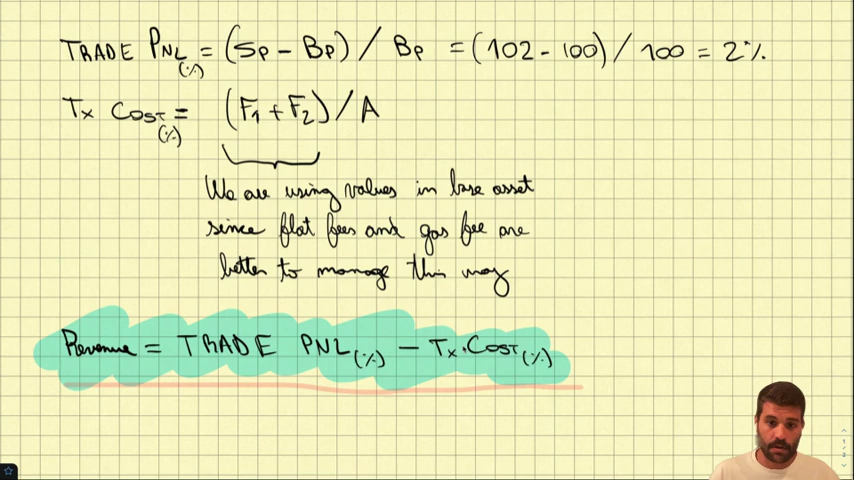 TRADE PNL (%) = (SP - BP) / BP = (102 - 100) / 100 = 2%
Tx COST (%) = (F1 + F2) / A
We are using values in base asset
since flat fees and gas fee are
better to manage this way
Revenue = TRADE PNL (%) - Tx. COST (%)